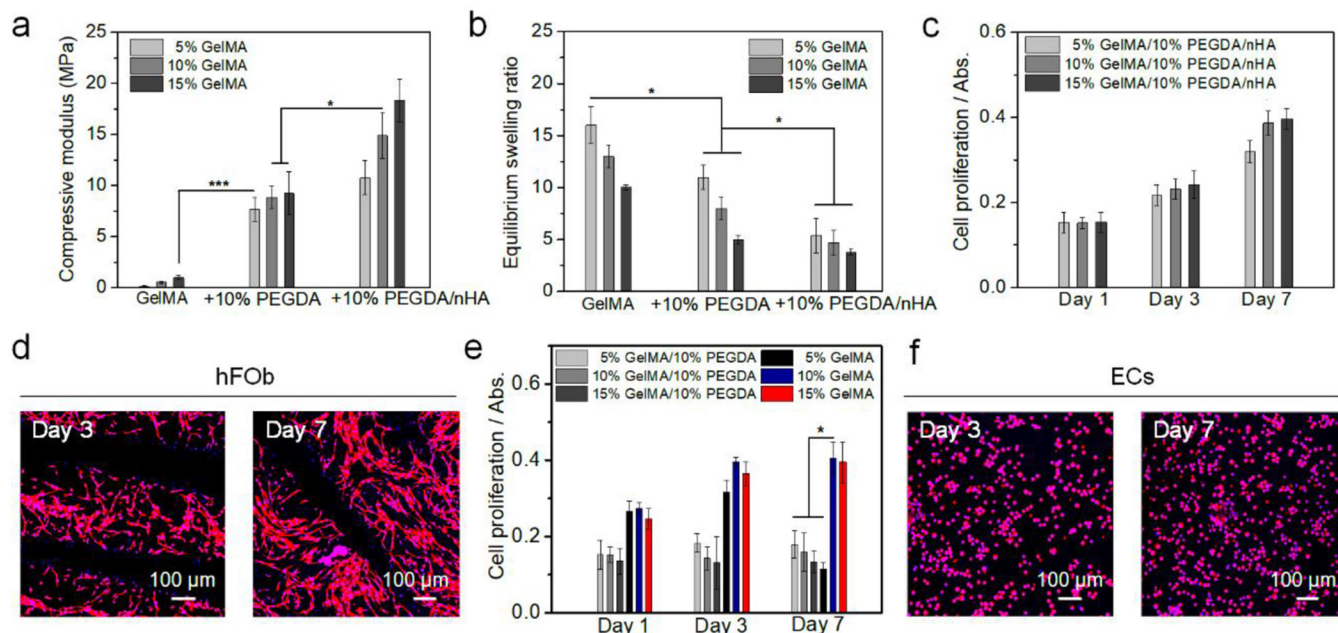 a
Compressive modulus (MPa)
25
20
15
10
5
0
5% GelMA
10% GelMA
15% GelMA
***
*
GelMA
+10% PEGDA
+10% PEGDA/nHA
b
Equilibrium swelling ratio
25
20
15
10
5
0
5% GelMA
10% GelMA
15% GelMA
*
*
GelMA
+10% PEGDA
+10% PEGDA/nHA
c
Cell proliferation / Abs.
0.6
0.4
0.2
0.0
5% GelMA/10% PEGDA/nHA
10% GelMA/10% PEGDA/nHA
15% GelMA/10% PEGDA/nHA
Day 1
Day 3
Day 7
d
hFOb
Day 3
100 μm
Day 7
100 μm
e
Cell proliferation / Abs.
0.6
0.4
0.2
0.0
5% GelMA/10% PEGDA
10% GelMA/10% PEGDA
15% GelMA/10% PEGDA
5% GelMA
10% GelMA
15% GelMA
*
Day 1
Day 3
Day 7
f
ECs
Day 3
100 μm
Day 7
100 μm